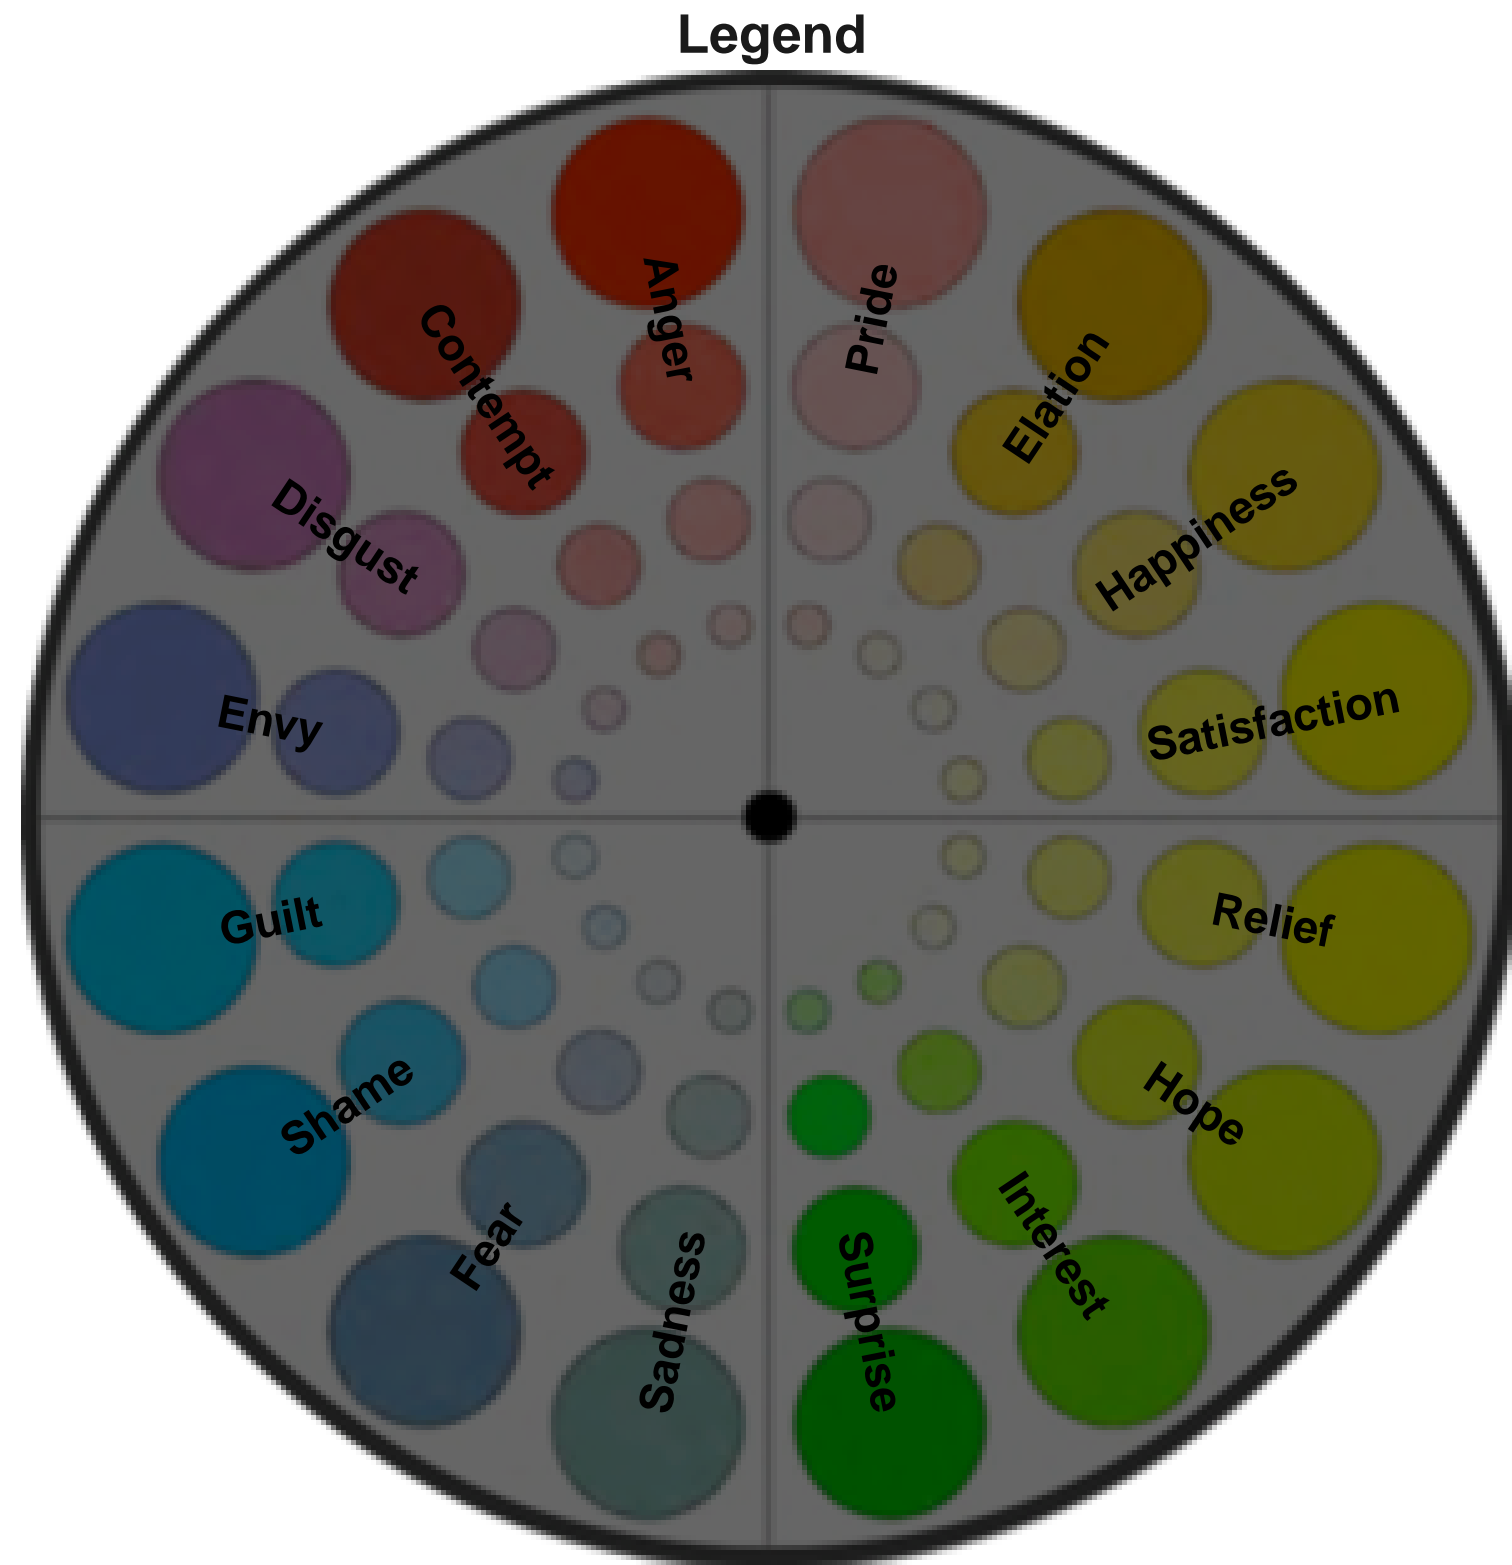 Legend
Anger
Pride
Contempt
Elation
Disgust
Happiness
Envy
Satisfaction
Guilt
Relief
Shame
Hope
Fear
Interest
Sadness
Surprise